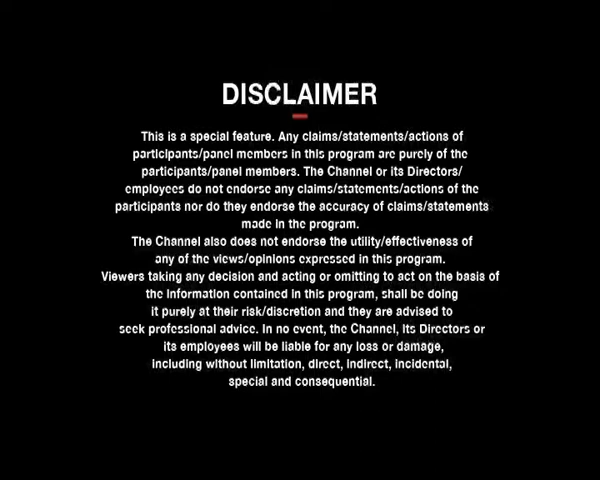 DISCLAIMER
This is a special feature. Any claims/statements/actions of
participants/panel members in this program are purely of the
participants/panel members. The Channel or its Directors/
employees do not endorse any claims/statements/actions of the
participants nor do they endorse the accuracy of claims/statements
made in the program.
The Channel also does not endorse the utility/effectiveness of
any of the views/opinions expressed in this program.
Viewers taking any decision and acting or omitting to act on the basis of
the information contained in this program, shall be doing
it purely at their risk/discretion and they are advised to
seek professional advice. In no event, the Channel, its Directors or
its employees will be liable for any loss or damage,
including without limitation, direct, indirect, incidental,
special and consequential.